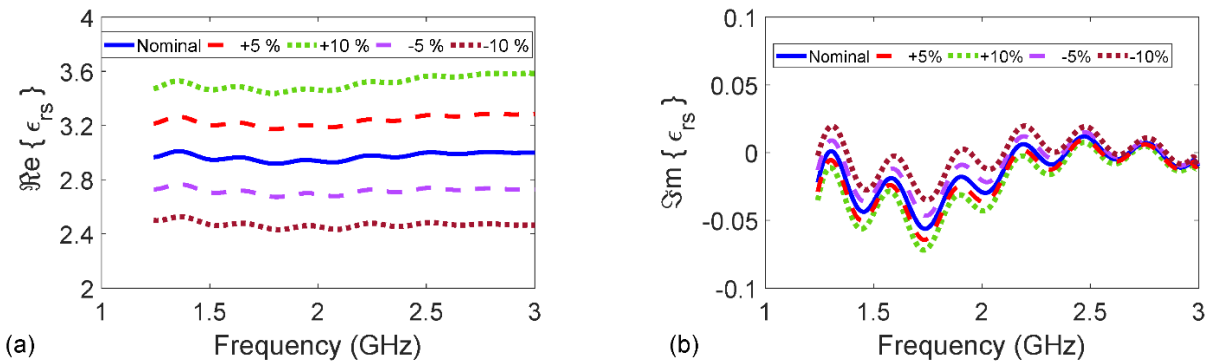 4
3.6
3.2
2.8
2.4
2
ℜe { ϵrs }
Nominal +5 % +10 % -5 % -10 %
1 1.5 2 2.5 3
Frequency (GHz)
(a)
0.1
0.05
0
-0.05
-0.1
ℑm { ϵrs }
Nominal +5% +10% -5% -10%
1 1.5 2 2.5 3
Frequency (GHz)
(b)